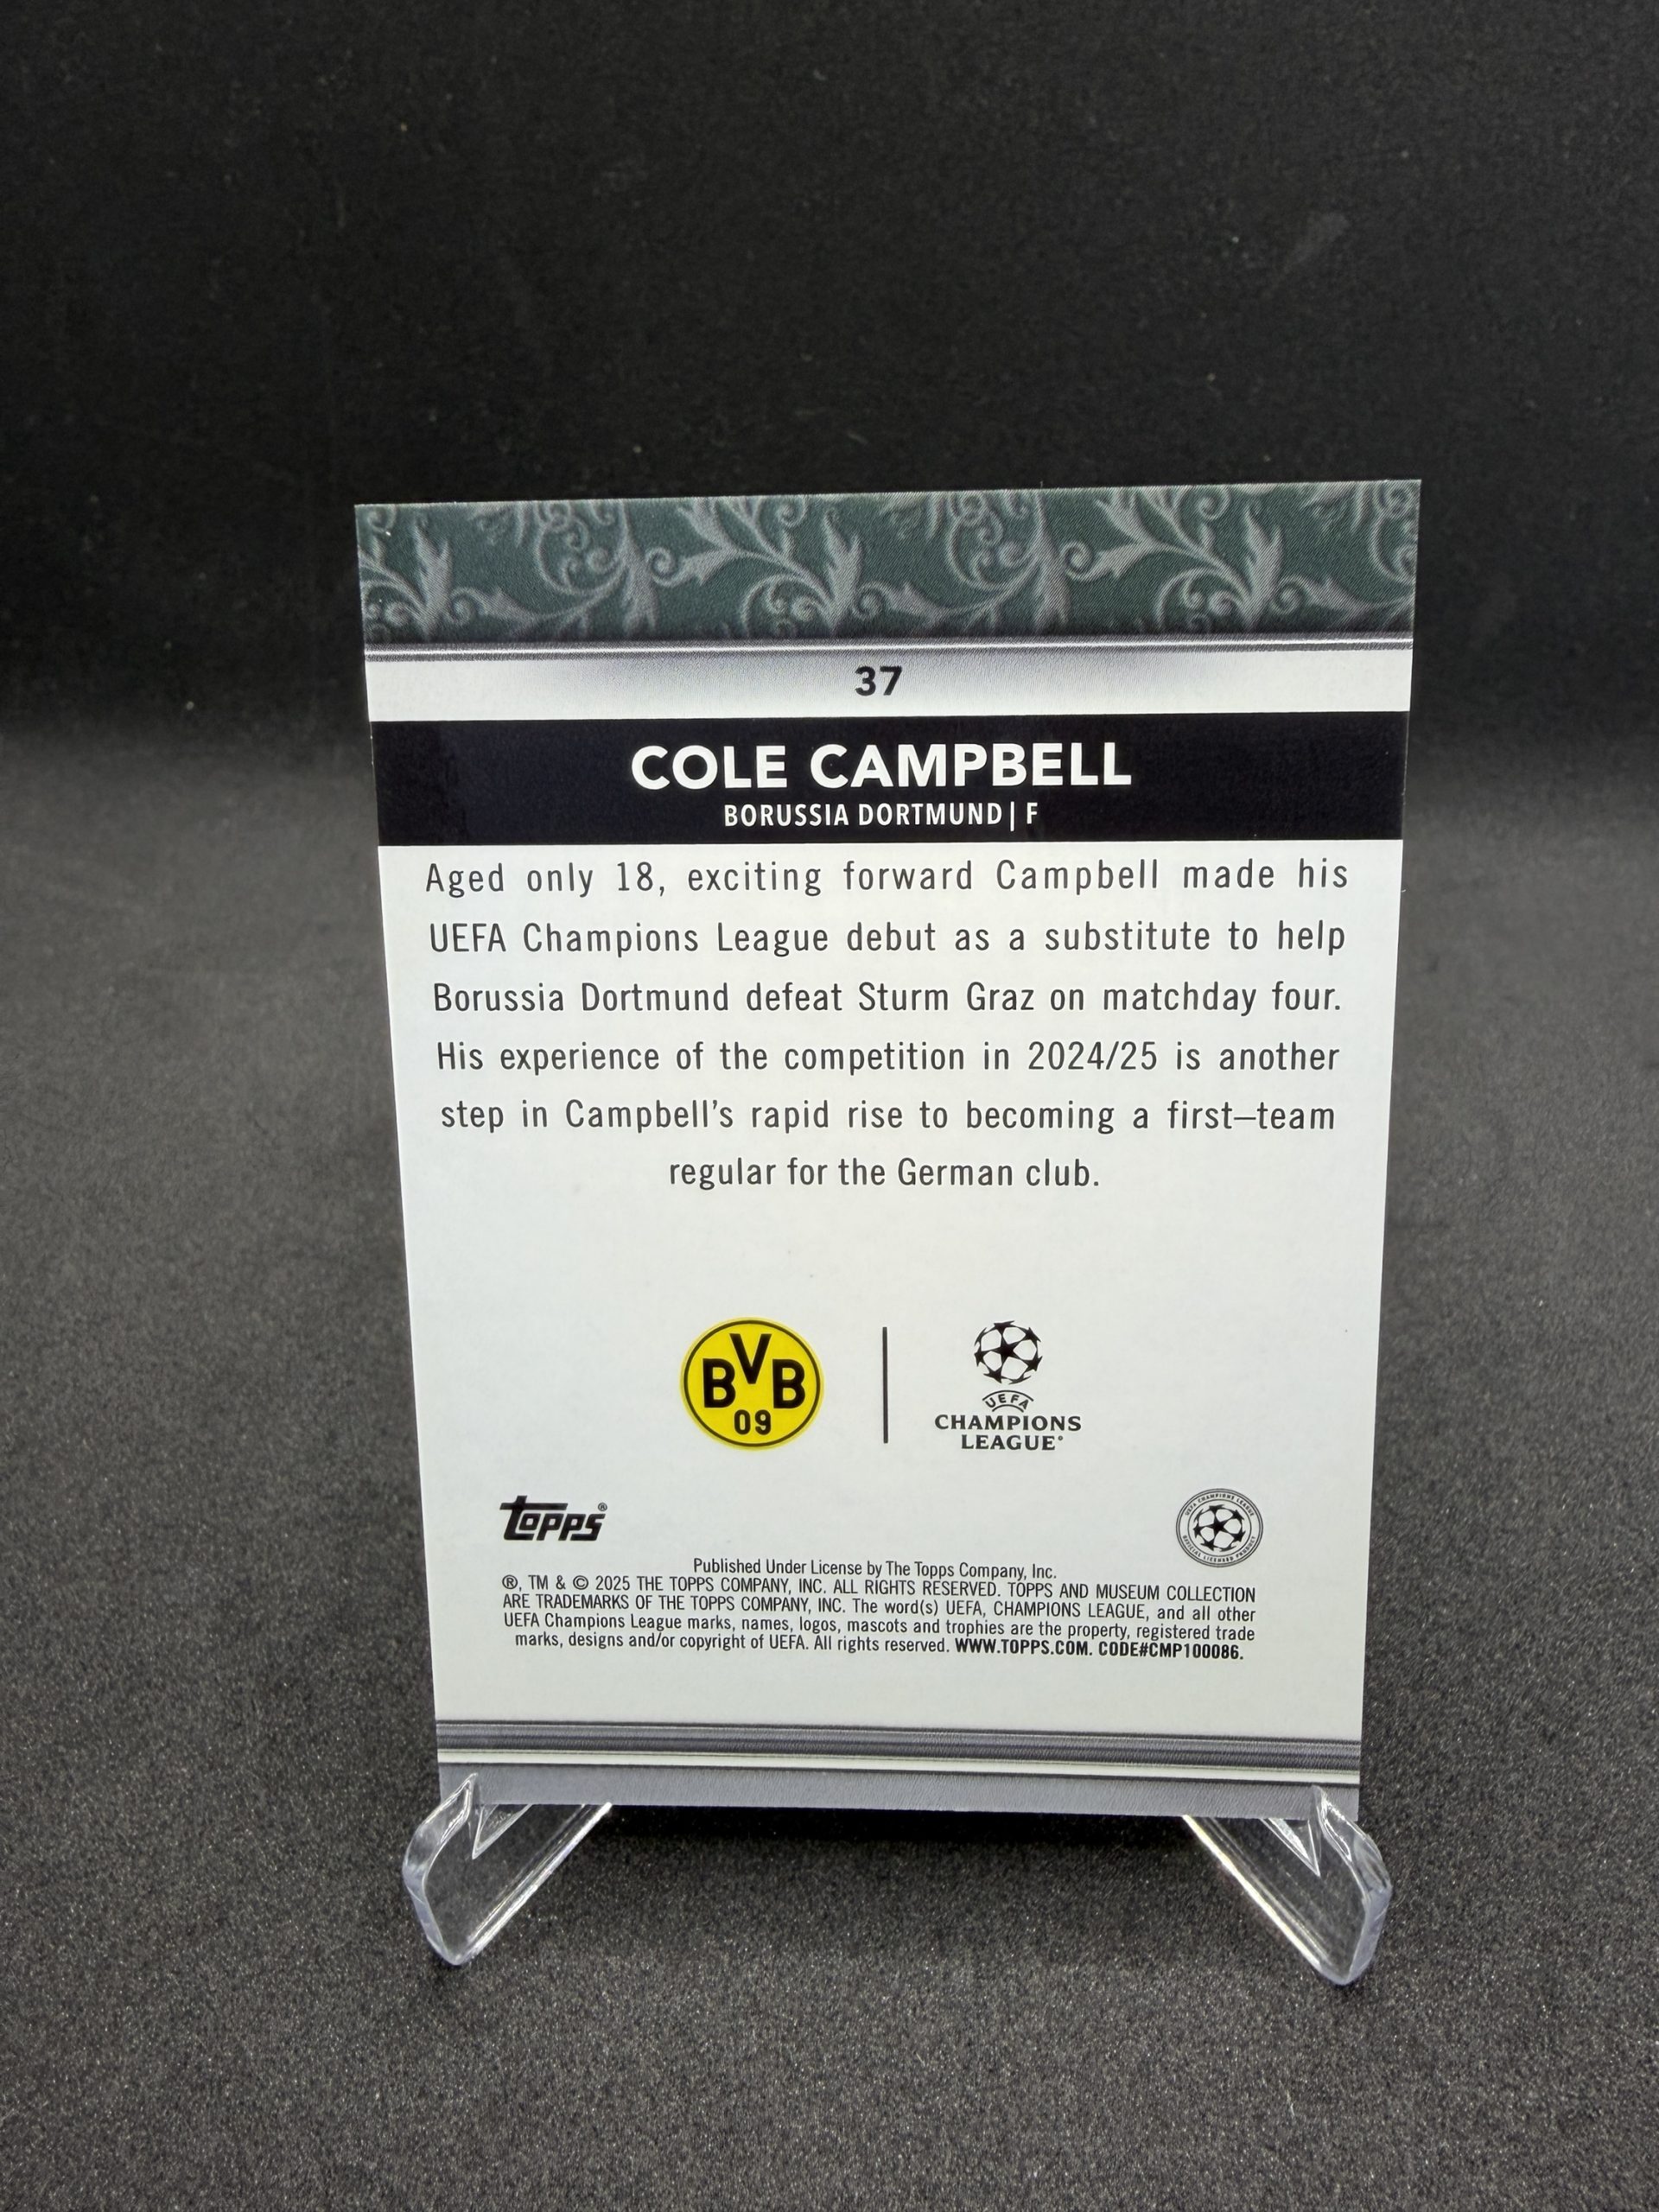 37
COLE CAMPBELL
BORUSSIA DORTMUND | F
Aged only 18, exciting forward Campbell made his
UEFA Champions League debut as a substitute to help
Borussia Dortmund defeat Sturm Graz on matchday four.
His experience of the competition in 2024/25 is another
step in Campbell's rapid rise to becoming a first–team
regular for the German club.
BVB
09
UEFA
CHAMPIONS
LEAGUE®
Topps®
UEFA CHAMPIONS LEAGUE
OFFICIAL LICENSED PRODUCT
Published Under License by The Topps Company, Inc.
®, TM & © 2025 THE TOPPS COMPANY, INC. ALL RIGHTS RESERVED. TOPPS AND MUSEUM COLLECTION
ARE TRADEMARKS OF THE TOPPS COMPANY, INC. The word(s) UEFA, CHAMPIONS LEAGUE, and all other
UEFA Champions League marks, names, logos, mascots and trophies are the property, registered trade
marks, designs and/or copyright of UEFA. All rights reserved. WWW.TOPPS.COM. CODE#CMP100086.